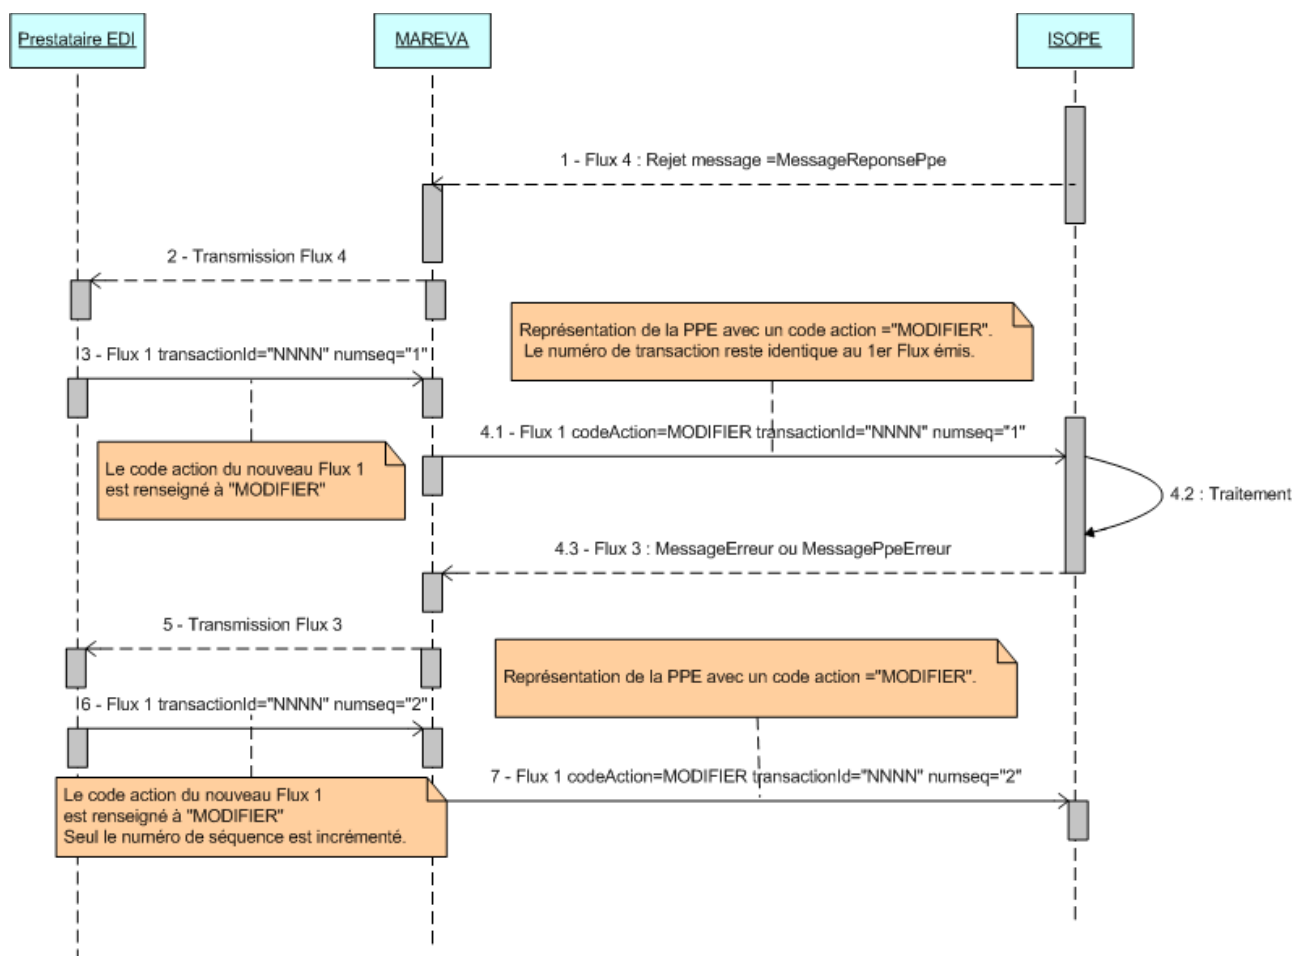 Prestataire EDI
MAREVA
ISOPE
1 - Flux 4 : Rejet message =MessageReponsePpe
2 - Transmission Flux 4
Représentation de la PPE avec un code action ="MODIFIER".
Le numéro de transaction reste identique au 1er Flux émis.
3 - Flux 1 transactionId="NNNN" numseq="1"
4.1 - Flux 1 codeAction=MODIFIER transactionId="NNNN" numseq="1"
Le code action du nouveau Flux 1
est renseigné à "MODIFIER"
4.2 : Traitement
4.3 - Flux 3 : MessageErreur ou MessagePpeErreur
5 - Transmission Flux 3
Représentation de la PPE avec un code action ="MODIFIER".
6 - Flux 1 transactionId="NNNN" numseq="2"
7 - Flux 1 codeAction=MODIFIER transactionId="NNNN" numseq="2"
Le code action du nouveau Flux 1
est renseigné à "MODIFIER"
Seul le numéro de séquence est incrémenté.